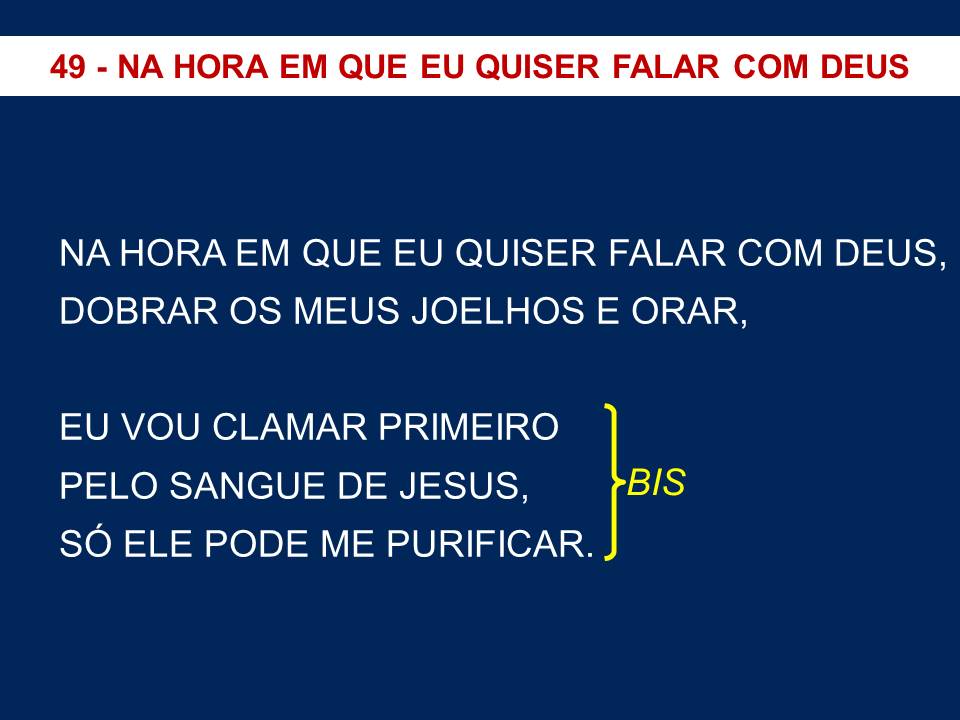 49 - NA HORA EM QUE EU QUISER FALAR COM DEUS
NA HORA EM QUE EU QUISER FALAR COM DEUS,
DOBRAR OS MEUS JOELHOS E ORAR,
EU VOU CLAMAR PRIMEIRO
PELO SANGUE DE JESUS,
BIS
SÓ ELE PODE ME PURIFICAR.